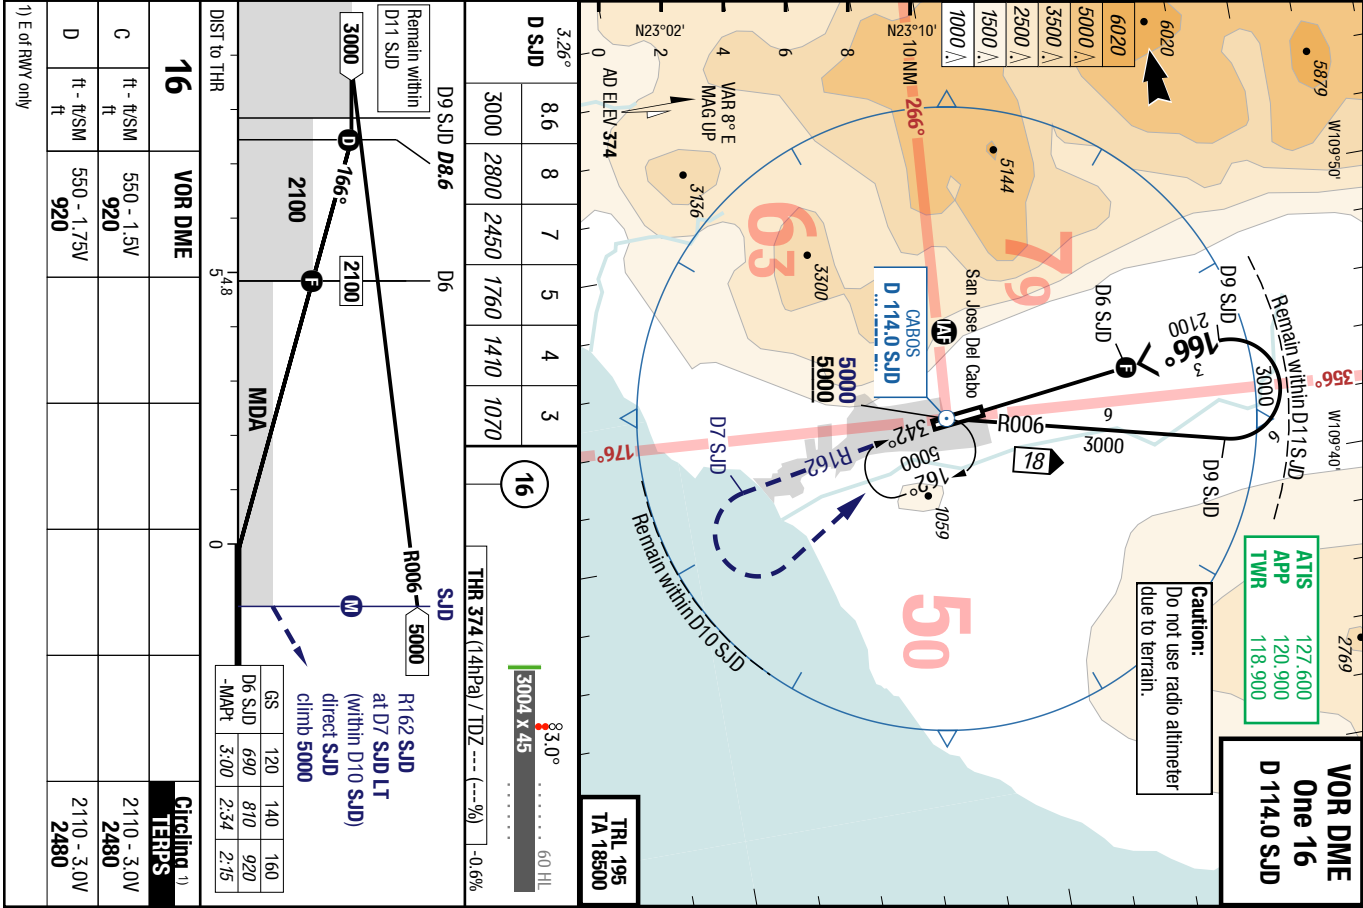 VOR DME
One 16
D 114.0 SJD
ATIS 127.600
APP 120.900
TWR 118.900
Caution:
Do not use radio altimeter
due to terrain.
TRL 195
TA 18500
W109°50'
W109°40'
N23°10'
N23°02'
5879
6020
5144
3136
3300
1059
2769
6020
5000
3500
2500
1500
1000
10 NM
8
6
4
2
0
VAR 8° E
MAG UP
AD ELEV 374
79
63
50
266°
356°
176°
Remain within D11 SJD
D9 SJD
2100
166°
3
D6 SJD
F
3000
6
D9 SJD
9
3000
R006
18
San Jose Del Cabo
IAF
CABOS
D 114.0 SJD
5000
5000
342°
5000
162°
R162
D7 SJD
Remain within D10 SJD
3.26°
D SJD 8.6 8 7 5 4 3
3000 2800 2450 1760 1410 1070
16
THR 374 (14hPa) / TDZ --- (---%) -0.6%
3004 x 45
3.0°
60 HL
D9 SJD D8.6
D6
SJD
Remain within
D11 SJD
3000
D
166°
2100
2100
F
MDA
R006
5000
M
R162 SJD
at D7 SJD LT
(within D10 SJD)
direct SJD
climb 5000
DIST to THR
5
4.8
0
GS 120 140 160
D6 SJD 690 810 920
-MAPt 3:00 2:34 2:15
16 VOR DME Circling 1)
TERPS
C ft - ft/SM 550 - 1.5V 2110 - 3.0V
ft 920 2480
D ft - ft/SM 550 - 1.75V 2110 - 3.0V
ft 920 2480
1) E of RWY only